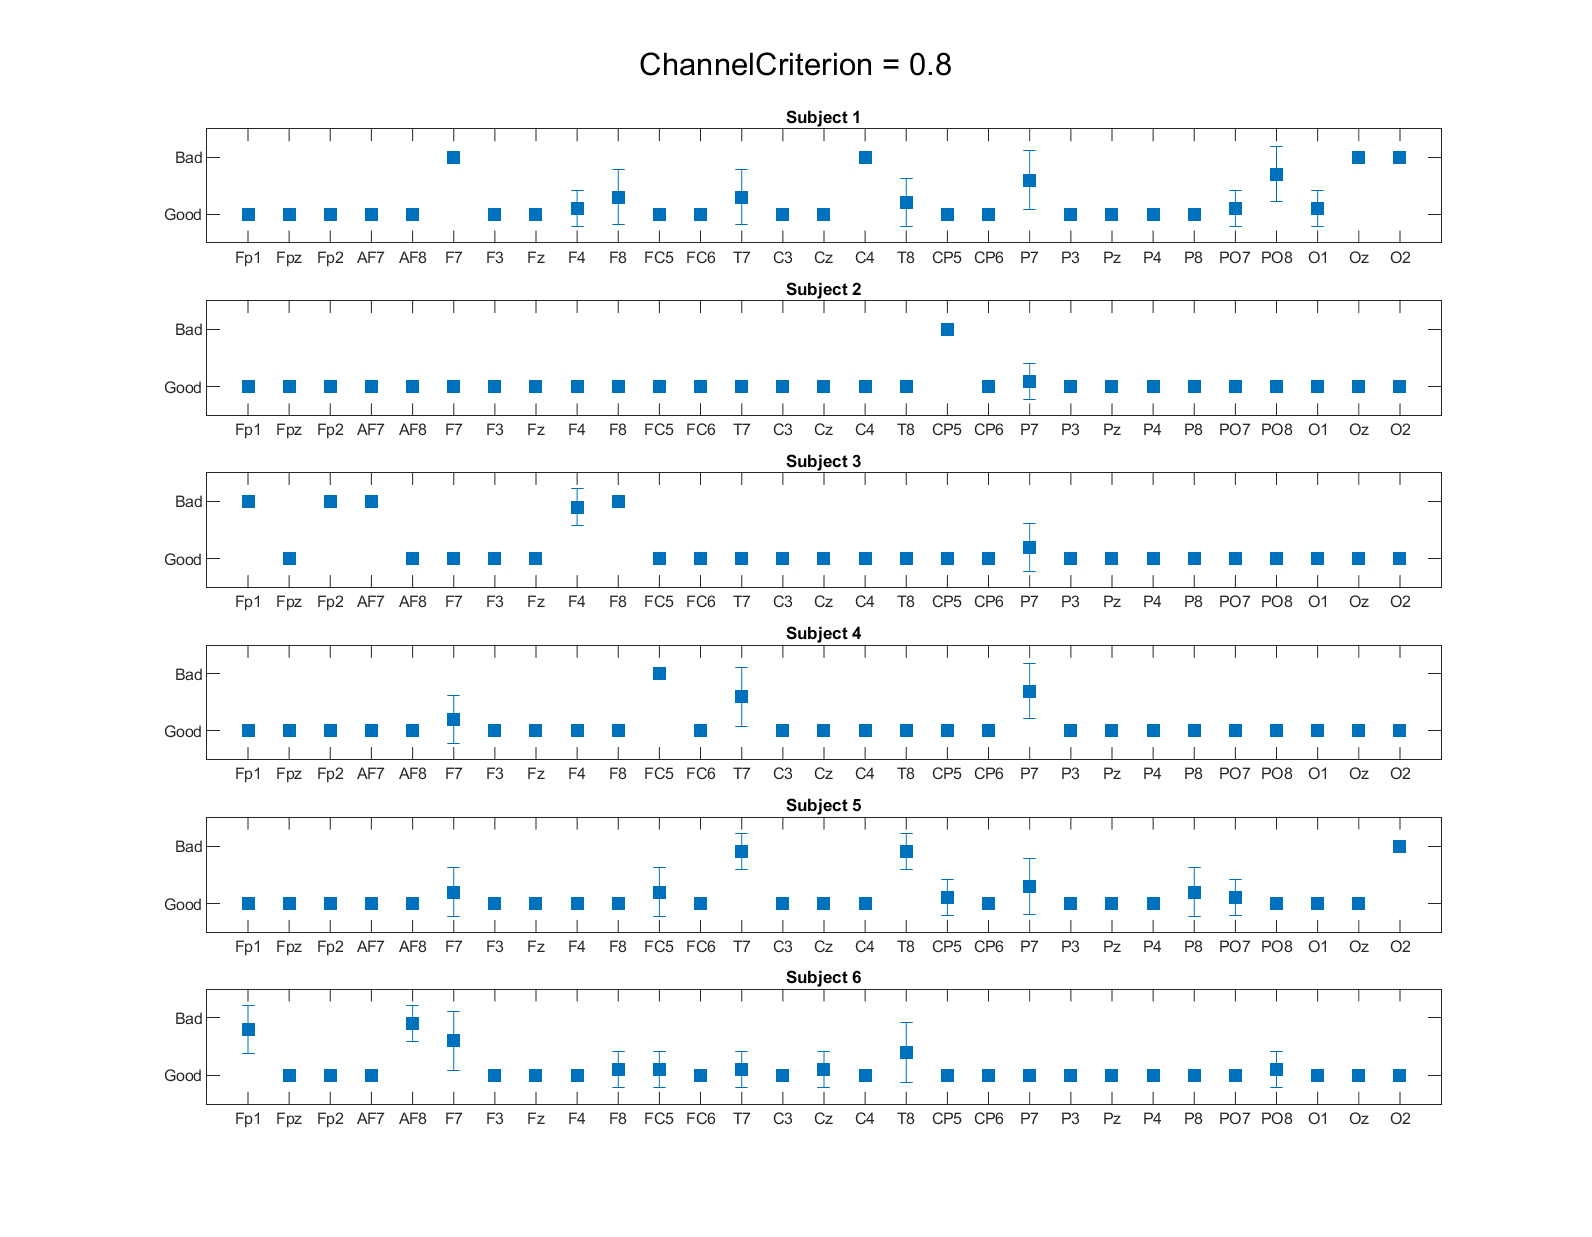 ChannelCriterion = 0.8
Subject 1
Bad
Good
Fp1 Fpz Fp2 AF7 AF8 F7 F3 Fz F4 F8 FC5 FC6 T7 C3 Cz C4 T8 CP5 CP6 P7 P3 Pz P4 P8 PO7 PO8 O1 Oz O2
Subject 2
Bad
Good
Fp1 Fpz Fp2 AF7 AF8 F7 F3 Fz F4 F8 FC5 FC6 T7 C3 Cz C4 T8 CP5 CP6 P7 P3 Pz P4 P8 PO7 PO8 O1 Oz O2
Subject 3
Bad
Good
Fp1 Fpz Fp2 AF7 AF8 F7 F3 Fz F4 F8 FC5 FC6 T7 C3 Cz C4 T8 CP5 CP6 P7 P3 Pz P4 P8 PO7 PO8 O1 Oz O2
Subject 4
Bad
Good
Fp1 Fpz Fp2 AF7 AF8 F7 F3 Fz F4 F8 FC5 FC6 T7 C3 Cz C4 T8 CP5 CP6 P7 P3 Pz P4 P8 PO7 PO8 O1 Oz O2
Subject 5
Bad
Good
Fp1 Fpz Fp2 AF7 AF8 F7 F3 Fz F4 F8 FC5 FC6 T7 C3 Cz C4 T8 CP5 CP6 P7 P3 Pz P4 P8 PO7 PO8 O1 Oz O2
Subject 6
Bad
Good
Fp1 Fpz Fp2 AF7 AF8 F7 F3 Fz F4 F8 FC5 FC6 T7 C3 Cz C4 T8 CP5 CP6 P7 P3 Pz P4 P8 PO7 PO8 O1 Oz O2